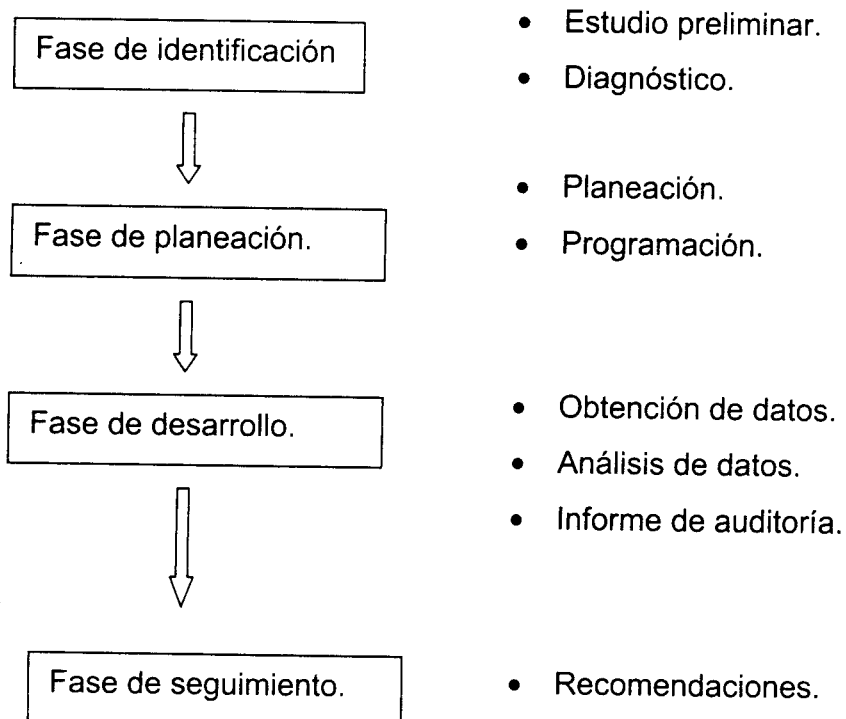 Fase de identificación
• Estudio preliminar.
• Diagnóstico.
Fase de planeación.
• Planeación.
• Programación.
Fase de desarrollo.
• Obtención de datos.
• Análisis de datos.
• Informe de auditoría.
Fase de seguimiento.
• Recomendaciones.